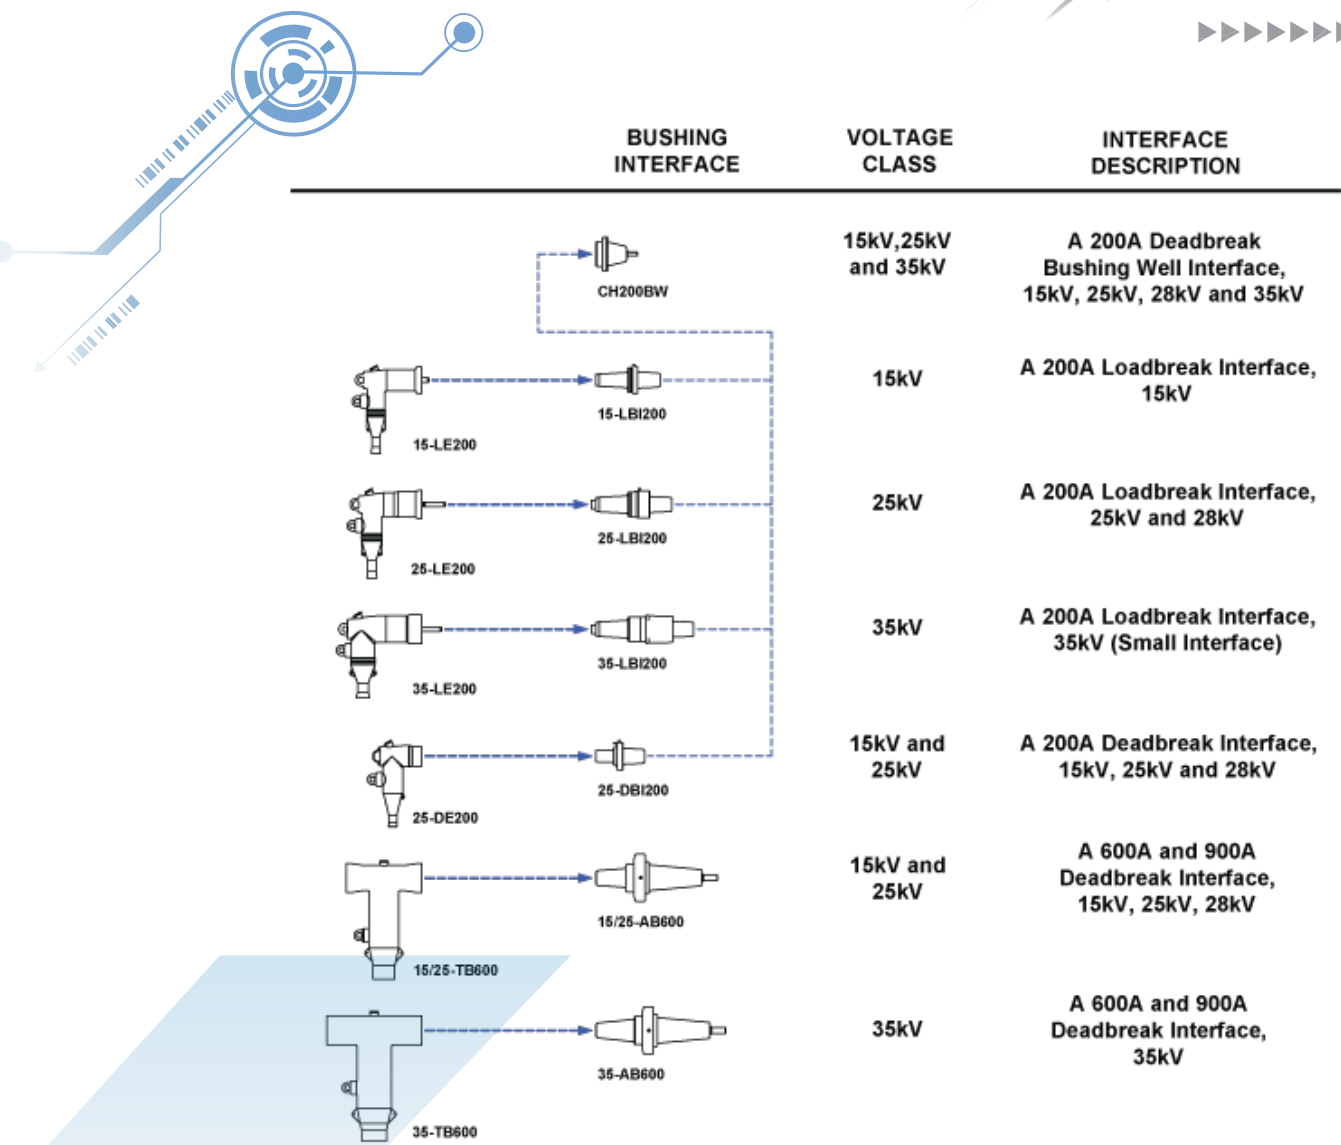 BUSHING
INTERFACE
VOLTAGE
CLASS
INTERFACE
DESCRIPTION
CH200BW
15kV,25kV
and 35kV
A 200A Deadbreak
Bushing Well Interface,
15kV, 25kV, 28kV and 35kV
15-LE200
15-LBI200
15kV
A 200A Loadbreak Interface,
15kV
25-LE200
25-LBI200
25kV
A 200A Loadbreak Interface,
25kV and 28kV
35-LE200
35-LBI200
35kV
A 200A Loadbreak Interface,
35kV (Small Interface)
25-DE200
25-DBI200
15kV and
25kV
A 200A Deadbreak Interface,
15kV, 25kV and 28kV
15/25-TB600
15/25-AB600
15kV and
25kV
A 600A and 900A
Deadbreak Interface,
15kV, 25kV, 28kV
35-TB600
35-AB600
35kV
A 600A and 900A
Deadbreak Interface,
35kV